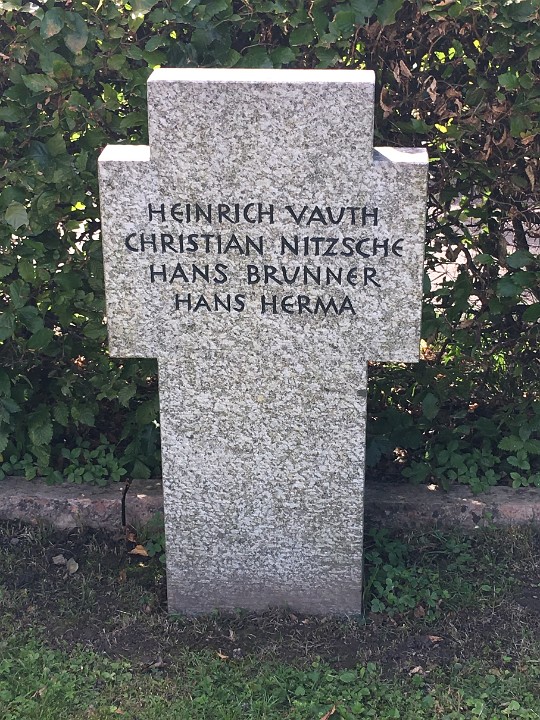 HEINRICH VAUTH
CHRISTIAN NITZSCHE
HANS BRUNNER
HANS HERMA